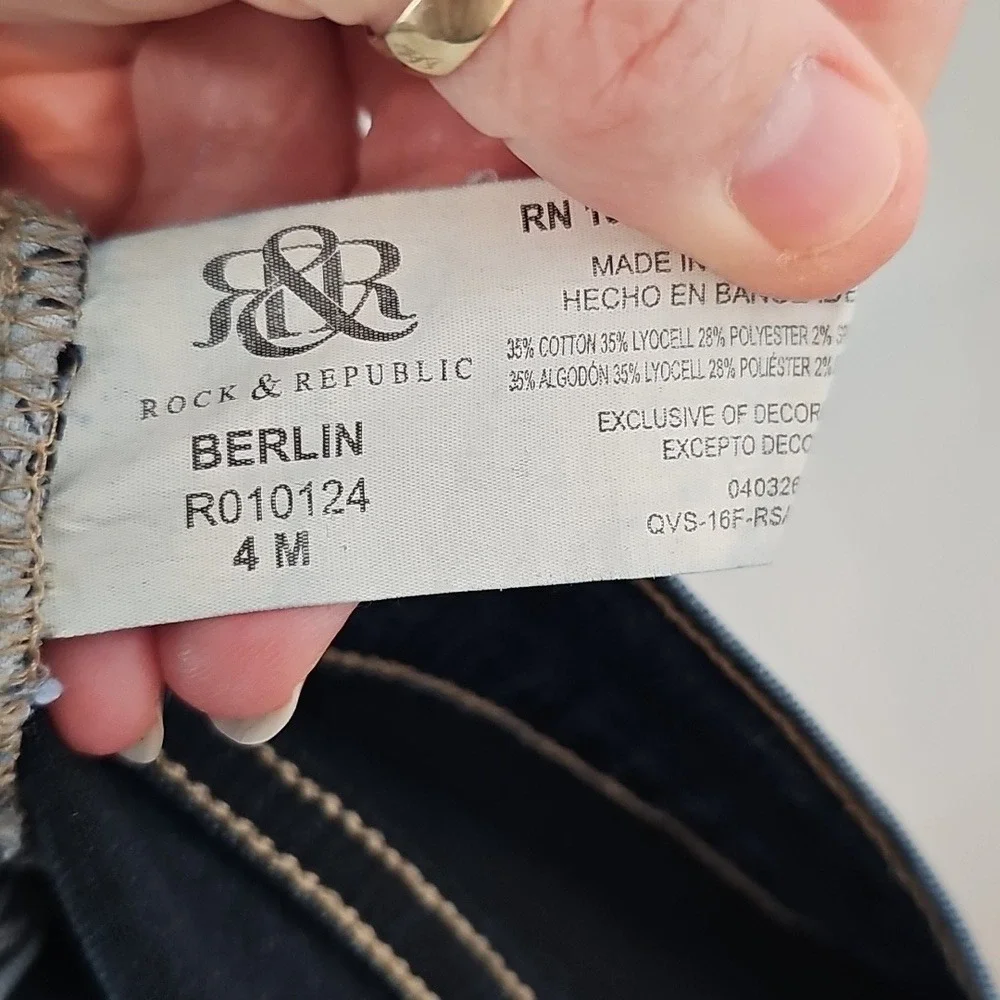 R&R
ROCK & REPUBLIC
BERLIN
R010124
4 M
RN
MADE IN
HECHO EN
35% COTTON 35% LYOCELL 28% POLYESTER 2%
35% ALGODÓN 35% LYOCELL 28% POLIÉSTER 2%
EXCLUSIVE OF DECOR
EXCEPTO DECO
04032
QVS-16F-RS